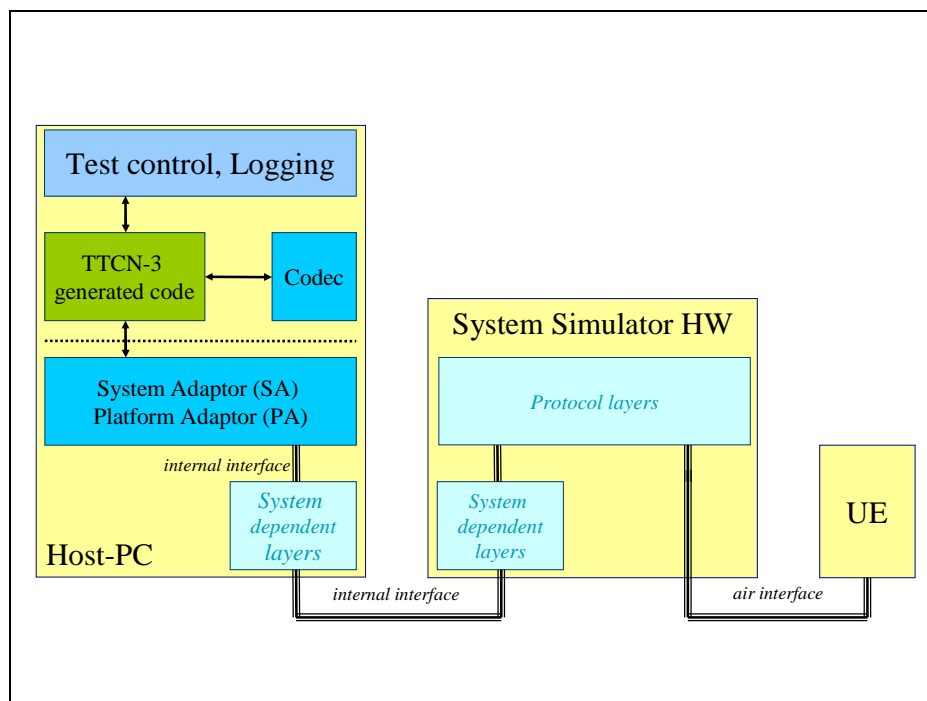 Test control, Logging
TTCN-3
generated code
Codec
System Adaptor (SA)
Platform Adaptor (PA)
internal interface
System
dependent
layers
Host-PC
internal interface
System Simulator HW
Protocol layers
System
dependent
layers
air interface
UE